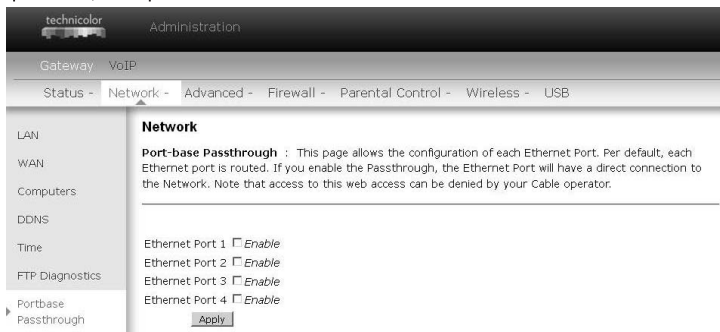 technicolor
Administration
Gateway VoIP
Status - Network - Advanced - Firewall - Parental Control - Wireless - USB
LAN
WAN
Computers
DDNS
Time
FTP Diagnostics
Portbase
Passthrough
Network
Port-base Passthrough : This page allows the configuration of each Ethernet Port. Per default, each
Ethernet port is routed. If you enable the Passthrough, the Ethernet Port will have a direct connection to
the Network. Note that access to this web access can be denied by your Cable operator.
Ethernet Port 1 Enable
Ethernet Port 2 Enable
Ethernet Port 3 Enable
Ethernet Port 4 Enable
Apply